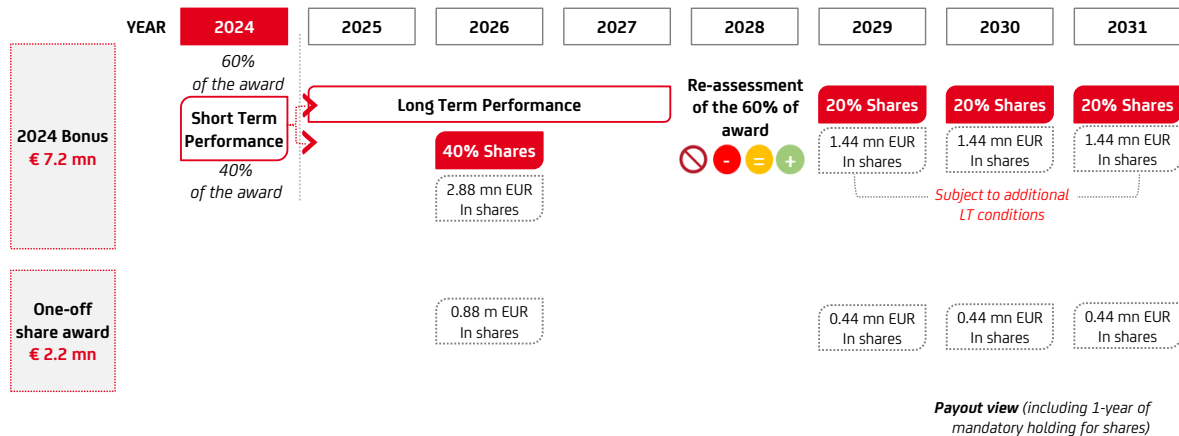 YEAR 2024 2025 2026 2027 2028 2029 2030 2031
60%
of the award
2024 Bonus
€ 7.2 mn
Short Term
Performance
40%
of the award
Long Term Performance
40% Shares
2.88 mn EUR
In shares
Re-assessment
of the 60% of
award
- = +
20% Shares 20% Shares 20% Shares
1.44 mn EUR 1.44 mn EUR 1.44 mn EUR
In shares In shares In shares
Subject to additional
LT conditions
One-off
share award
€ 2.2 mn
0.88 m EUR
In shares
0.44 mn EUR 0.44 mn EUR 0.44 mn EUR
In shares In shares In shares
Payout view (including 1-year of
mandatory holding for shares)